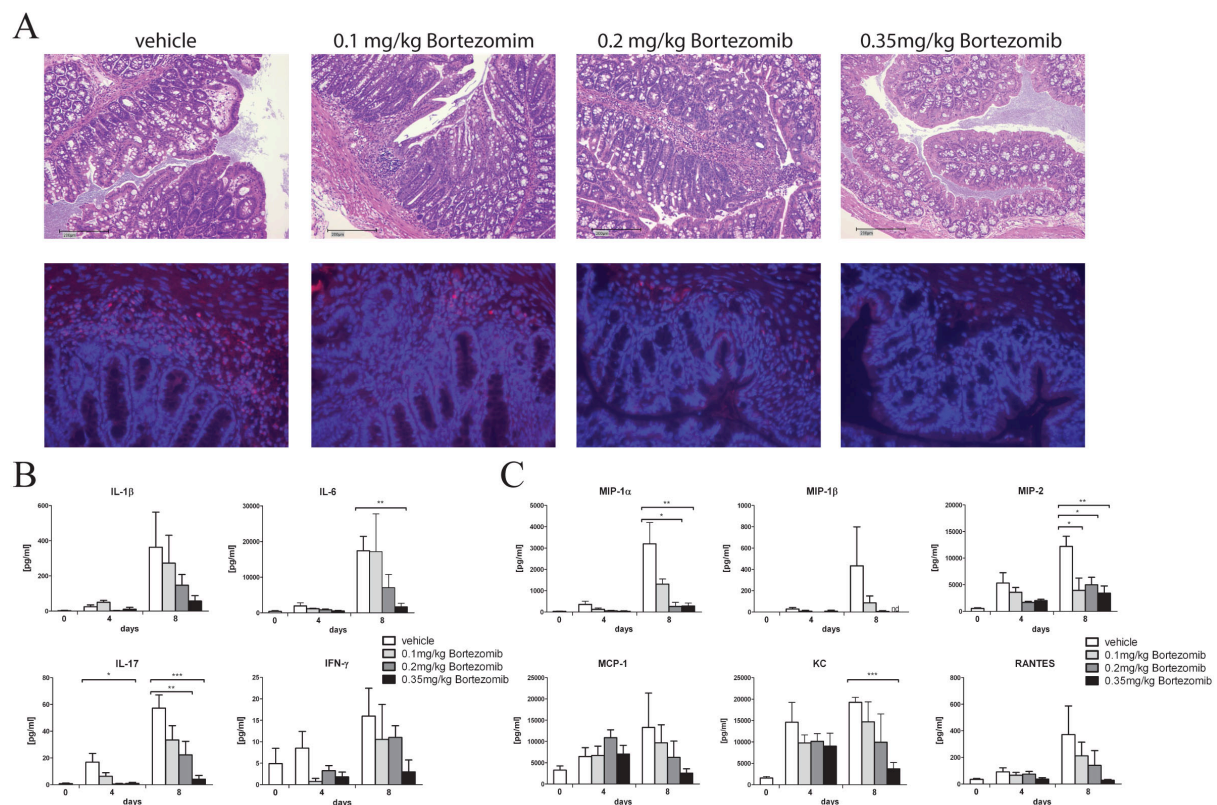 A
vehicle
0.1 mg/kg Bortezomim
0.2 mg/kg Bortezomib
0.35mg/kg Bortezomib
B
IL-1β
[pg/ml]
600
400
200
0
0 4 8
days
IL-6
**
[pg/ml]
30000
20000
10000
0
0 4 8
days
IL-17
*
***
**
[pg/ml]
80
60
40
20
0
0 4 8
days
IFN-γ
[pg/ml]
25
20
15
10
5
0
0 4 8
days
vehicle
0.1mg/kg Bortezomib
0.2mg/kg Bortezomib
0.35mg/kg Bortezomib
C
MIP-1α
**
*
[pg/ml]
5000
4000
3000
2000
1000
0
0 4 8
days
MIP-1β
[pg/ml]
1000
800
600
400
200
0
nd
0 4 8
days
MIP-2
**
*
*
[pg/ml]
20000
15000
10000
5000
0
0 4 8
days
MCP-1
[pg/ml]
25000
20000
15000
10000
5000
0
0 4 8
days
KC
***
[pg/ml]
25000
20000
15000
10000
5000
0
0 4 8
days
RANTES
[pg/ml]
800
600
400
200
0
0 4 8
days
vehicle
0.1mg/kg Bortezomib
0.2mg/kg Bortezomib
0.35mg/kg Bortezomib